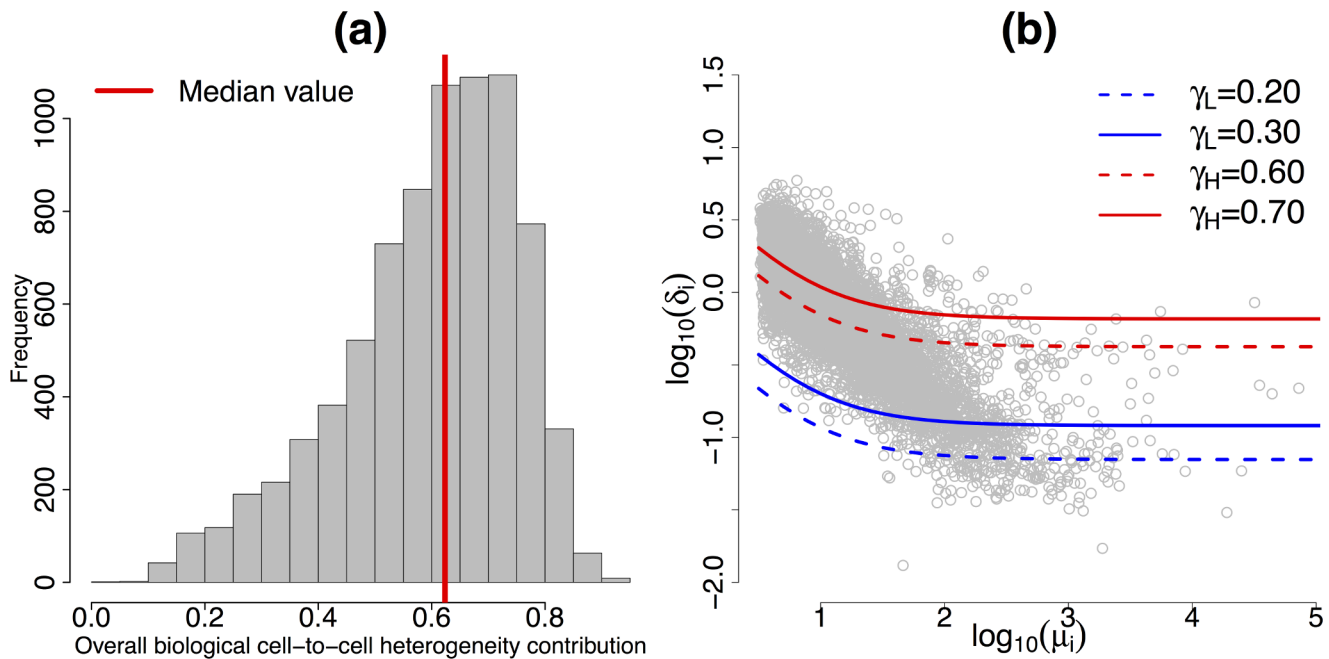 (a)
Median value
Frequency
0
200
400
600
800
1000
0.0 0.2 0.4 0.6 0.8
Overall biological cell−to−cell heterogeneity contribution
(b)
γL=0.20
γL=0.30
γH=0.60
γH=0.70
log10(δi)
−2.0
−1.0
0.0
0.5
1.0
1.5
1 2 3 4 5
log10(μi)